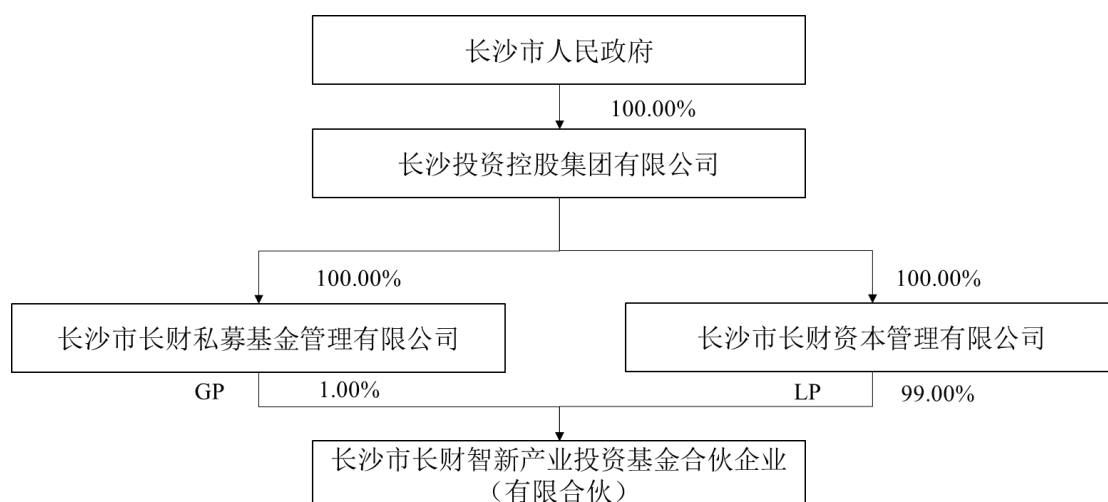 长沙市人民政府
100.00%
长沙投资控股集团有限公司
100.00%
100.00%
长沙市长财私募基金管理有限公司
长沙市长财资本管理有限公司
GP
1.00%
LP
99.00%
长沙市长财智新产业投资基金合伙企业
（有限合伙）